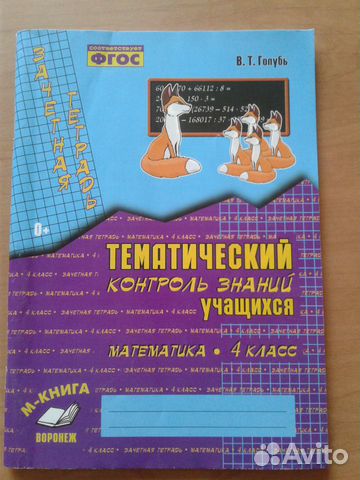 соответствует
ФГОС
В. Т. Голубь
ЗАЧЕТНАЯ
ТЕТРАДЬ
0+
ТЕМАТИЧЕСКИЙ
КОНТРОЛЬ ЗНАНИЙ
УЧАЩИХСЯ
МАТЕМАТИКА • 4 КЛАСС
М-КНИГА
ВОРОНЕЖ
Avito